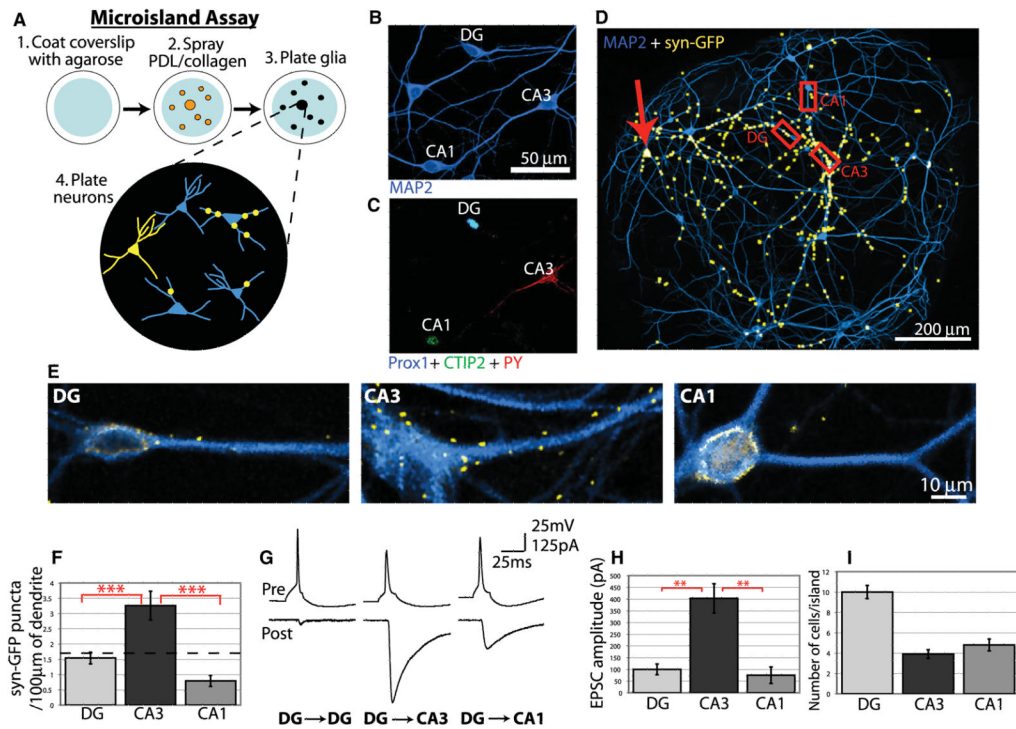 A
Microisland Assay
1. Coat coverslip
with agarose
2. Spray
PDL/collagen
3. Plate glia
4. Plate
neurons
B
DG
CA3
CA1
50 µm
MAP2
C
DG
CA3
CA1
Prox1+ CTIP2 + PY
D
MAP2 + syn-GFP
CA1
DG
CA3
200 µm
E
DG
CA3
CA1
10 µm
F
syn-GFP puncta
/100µm of dendrite
4
3.5
3
2.5
2
1.5
1
0.5
0
***
***
DG
CA3
CA1
G
25mV
125pA
25ms
Pre
Post
DG→DG
DG→CA3
DG→CA1
H
EPSC amplitude (pA)
500
450
400
350
300
250
200
150
100
50
0
**
**
DG
CA3
CA1
I
Number of cells/island
12
10
8
6
4
2
0
DG
CA3
CA1